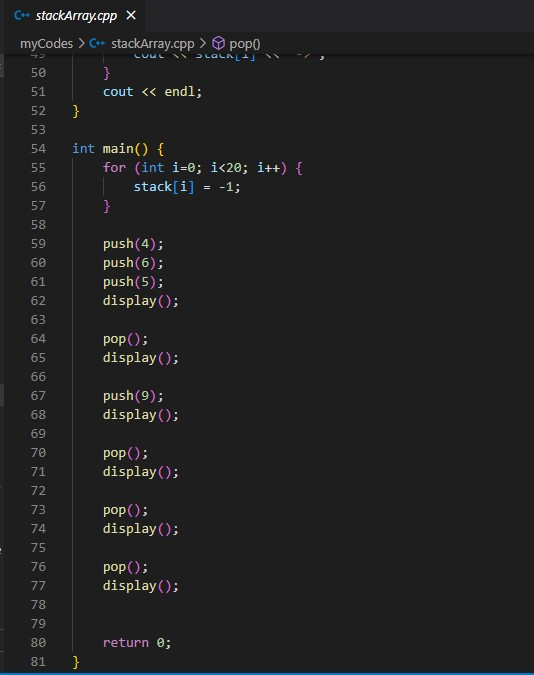 stackArray.cpp
myCodes > stackArray.cpp > pop()
50 }
51 cout << endl;
52 }
53
54 int main() {
55 for (int i=0; i<20; i++) {
56 stack[i] = -1;
57 }
58
59 push(4);
60 push(6);
61 push(5);
62 display();
63
64 pop();
65 display();
66
67 push(9);
68 display();
69
70 pop();
71 display();
72
73 pop();
74 display();
75
76 pop();
77 display();
78
79
80 return 0;
81 }